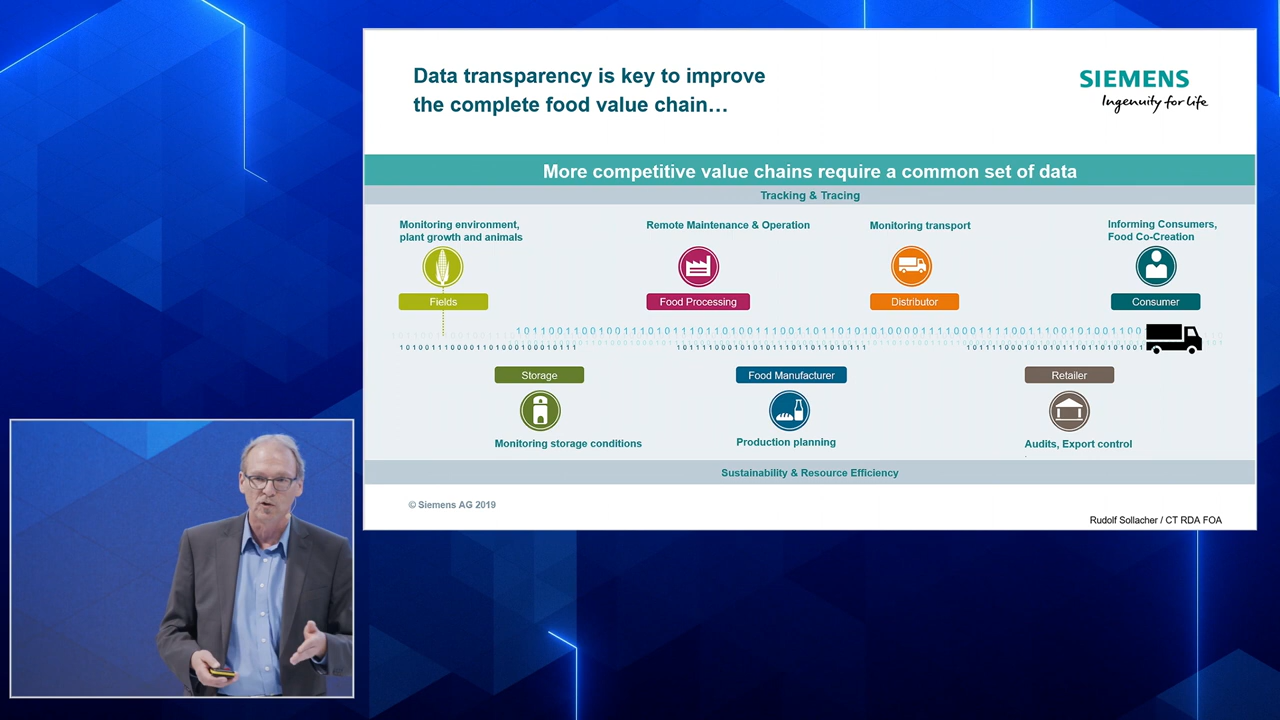 Data transparency is key to improve
the complete food value chain…
SIEMENS
Ingenuity for life
More competitive value chains require a common set of data
Tracking & Tracing
Monitoring environment,
plant growth and animals
Remote Maintenance & Operation
Monitoring transport
Informing Consumers,
Food Co-Creation
Fields
Food Processing
Distributor
Consumer
Storage
Food Manufacturer
Retailer
Monitoring storage conditions
Production planning
Audits, Export control
Sustainability & Resource Efficiency
© Siemens AG 2019
Rudolf Sollacher / CT RDA FOA